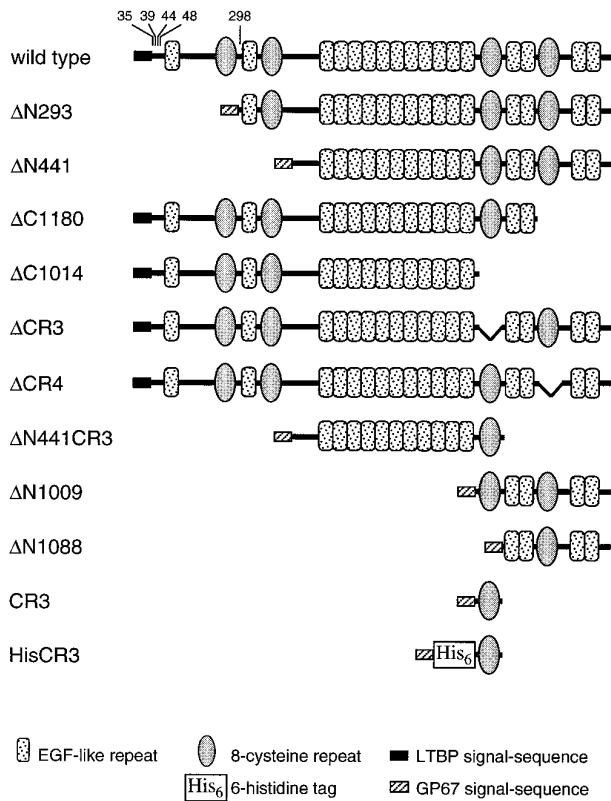 35 39 44 48 298
wild type
ΔN293
ΔN441
ΔC1180
ΔC1014
ΔCR3
ΔCR4
ΔN441CR3
ΔN1009
ΔN1088
CR3
HisCR3
His6
EGF-like repeat
8-cysteine repeat
LTBP signal-sequence
His6 6-histidine tag
GP67 signal-sequence